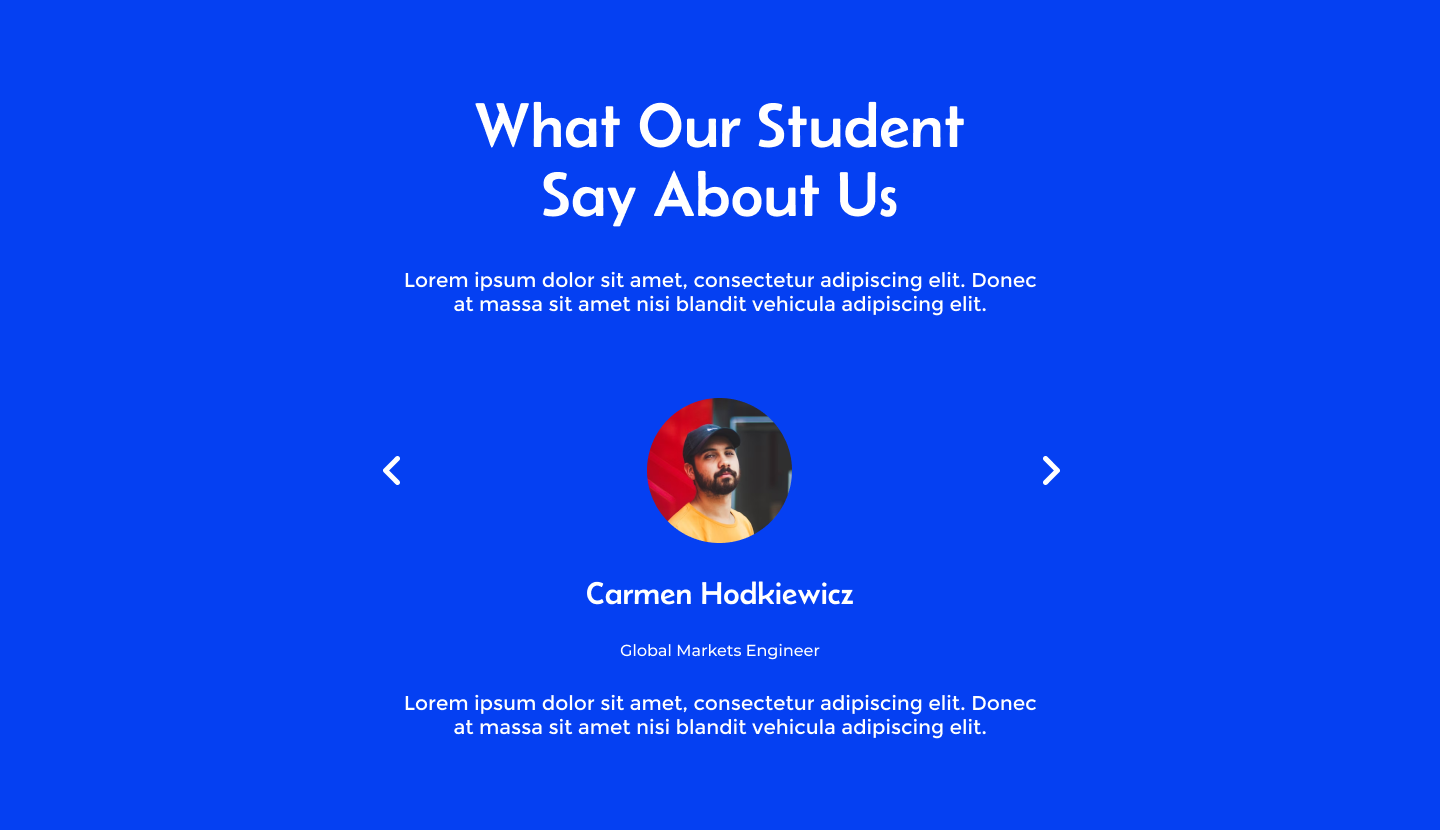 What Our Student
Say About Us
Lorem ipsum dolor sit amet, consectetur adipiscing elit. Donec
at massa sit amet nisi blandit vehicula adipiscing elit.
Carmen Hodkiewicz
Global Markets Engineer
Lorem ipsum dolor sit amet, consectetur adipiscing elit. Donec
at massa sit amet nisi blandit vehicula adipiscing elit.